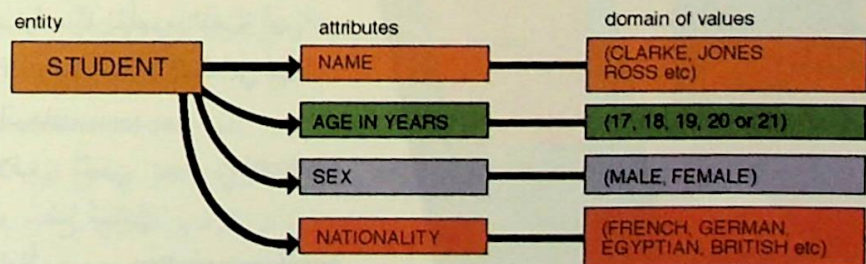 entity
attributes
domain of values
STUDENT
NAME
(CLARKE, JONES
ROSS etc)
AGE IN YEARS
(17, 18, 19, 20 or 21)
SEX
(MALE, FEMALE)
NATIONALITY
(FRENCH, GERMAN,
EGYPTIAN, BRITISH etc)